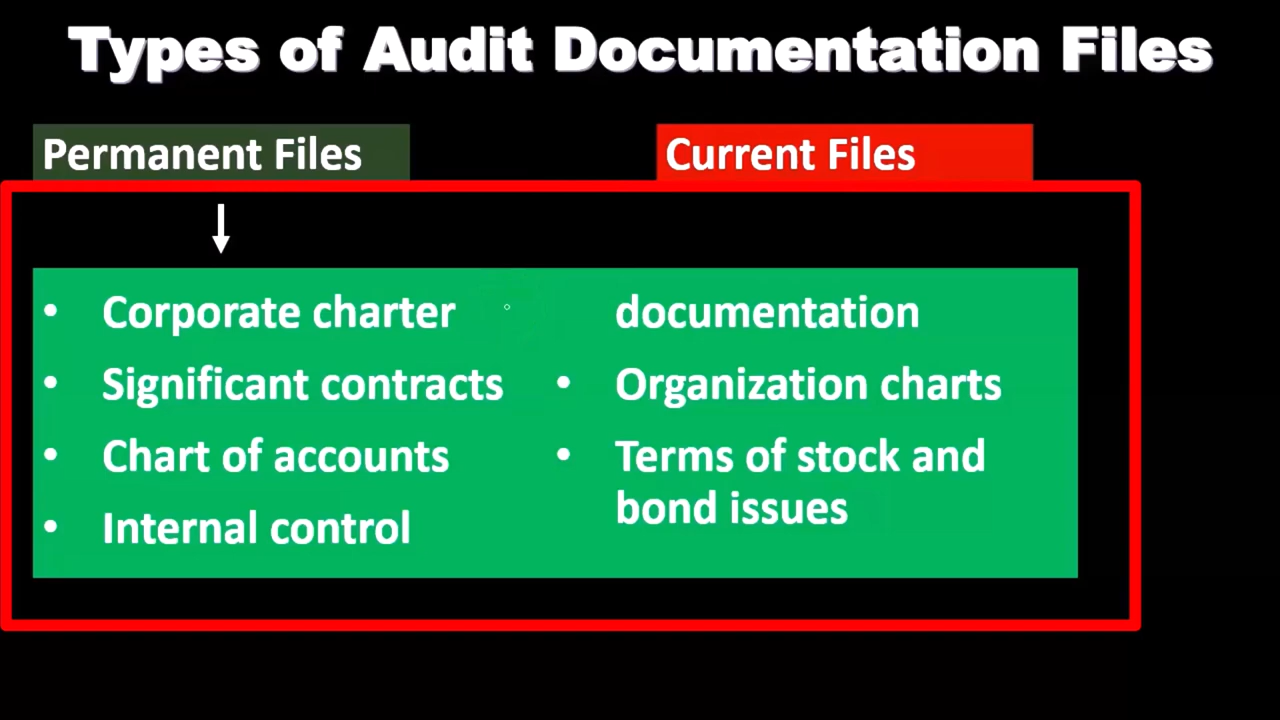 Types of Audit Documentation Files
Permanent Files
Current Files
• Corporate charter
• Significant contracts
• Chart of accounts
• Internal control
documentation
• Organization charts
• Terms of stock and
bond issues